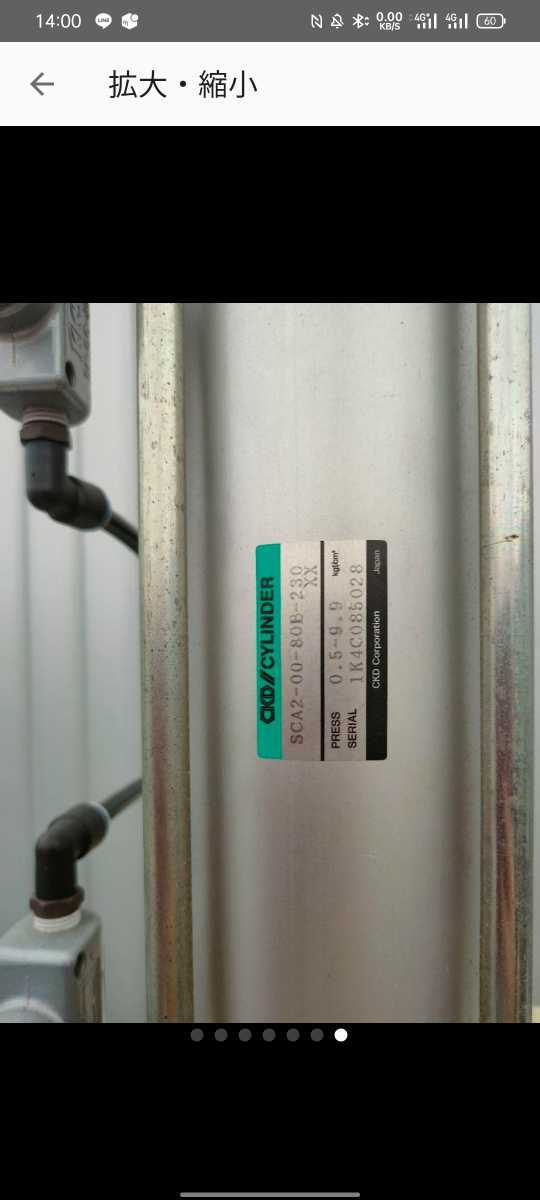 14:00 LINE 0.00 KB/S 4G+ 4G 60
拡大・縮小
CKD//CYLINDER
SCA2-00-80B-230
XX
PRESS 0.5-9.9 kgf/cm²
SERIAL 1K4C085028
CKD Corporation Japan